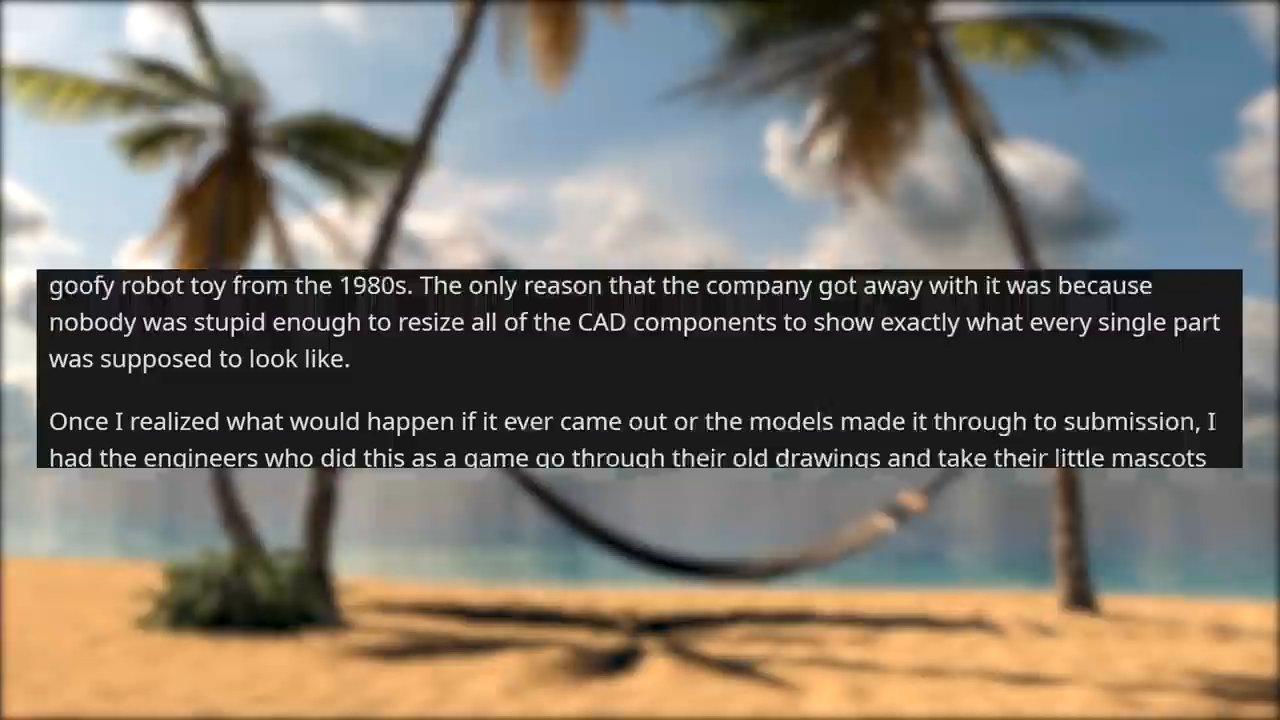 goofy robot toy from the 1980s. The only reason that the company got away with it was because
nobody was stupid enough to resize all of the CAD components to show exactly what every single part
was supposed to look like.
Once I realized what would happen if it ever came out or the models made it through to submission, I
had the engineers who did this as a game go through their old drawings and take their little mascots